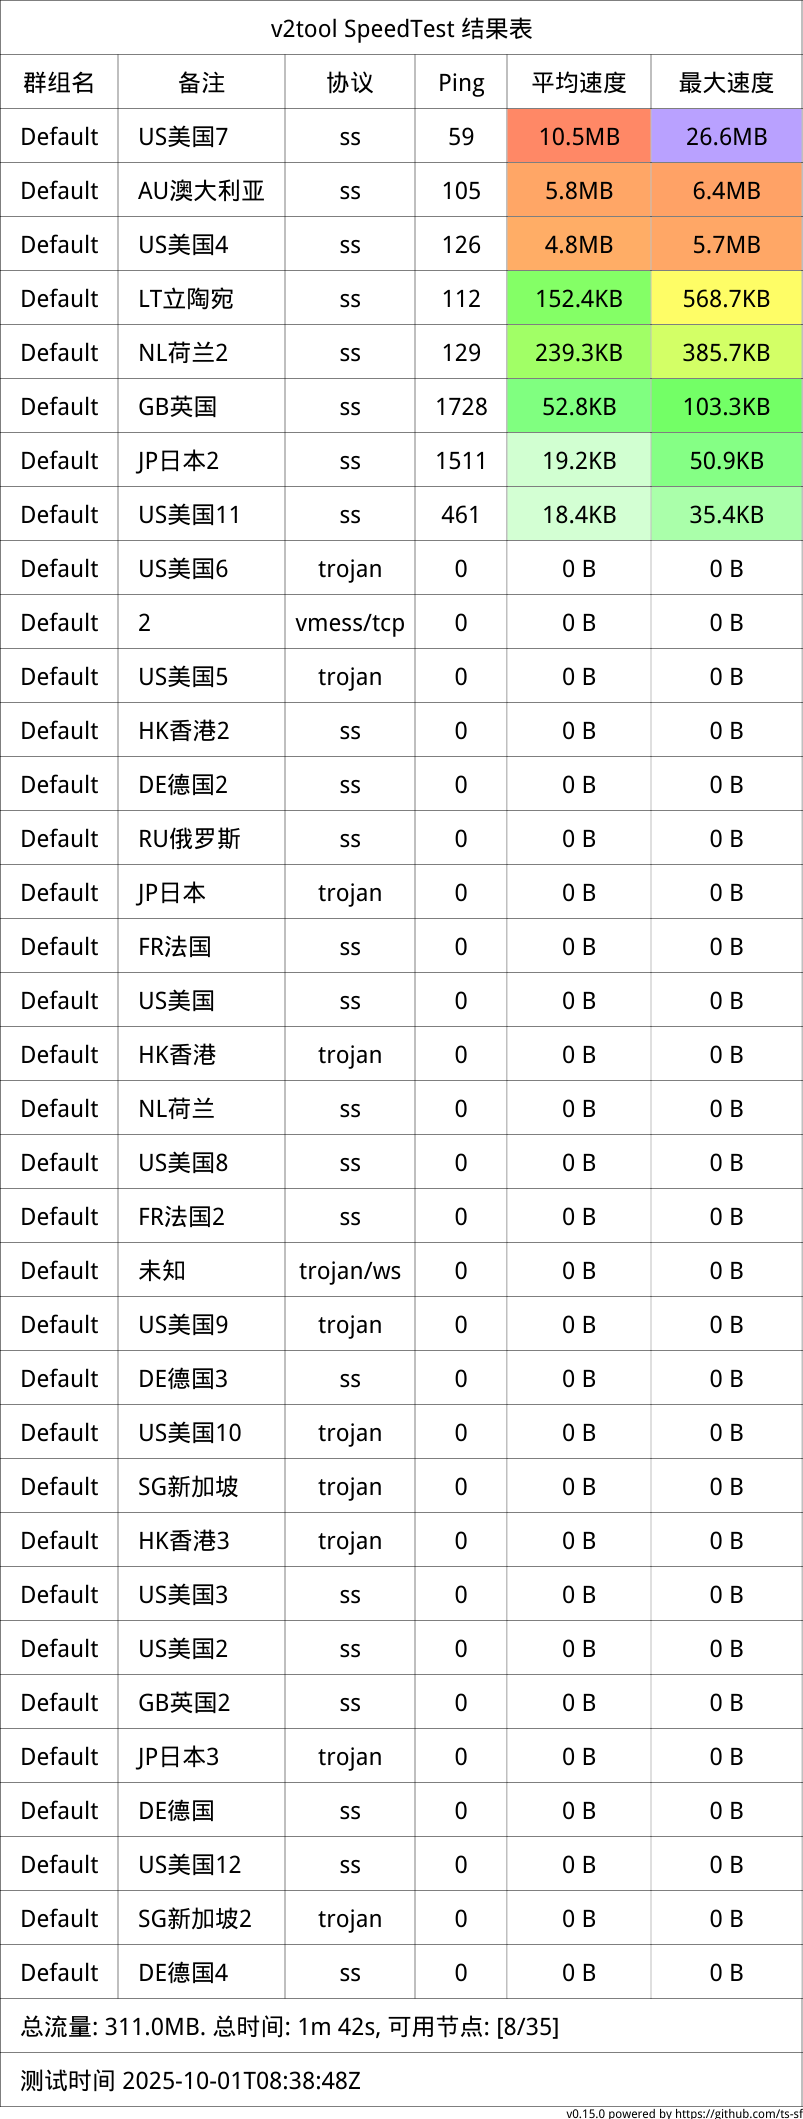 v2tool SpeedTest 结果表
群组名 备注 协议 Ping 平均速度 最大速度
Default US美国7 ss 59 10.5MB 26.6MB
Default AU澳大利亚 ss 105 5.8MB 6.4MB
Default US美国4 ss 126 4.8MB 5.7MB
Default LT立陶宛 ss 112 152.4KB 568.7KB
Default NL荷兰2 ss 129 239.3KB 385.7KB
Default GB英国 ss 1728 52.8KB 103.3KB
Default JP日本2 ss 1511 19.2KB 50.9KB
Default US美国11 ss 461 18.4KB 35.4KB
Default US美国6 trojan 0 0 B 0 B
Default 2 vmess/tcp 0 0 B 0 B
Default US美国5 trojan 0 0 B 0 B
Default HK香港2 ss 0 0 B 0 B
Default DE德国2 ss 0 0 B 0 B
Default RU俄罗斯 ss 0 0 B 0 B
Default JP日本 trojan 0 0 B 0 B
Default FR法国 ss 0 0 B 0 B
Default US美国 ss 0 0 B 0 B
Default HK香港 trojan 0 0 B 0 B
Default NL荷兰 ss 0 0 B 0 B
Default US美国8 ss 0 0 B 0 B
Default FR法国2 ss 0 0 B 0 B
Default 未知 trojan/ws 0 0 B 0 B
Default US美国9 trojan 0 0 B 0 B
Default DE德国3 ss 0 0 B 0 B
Default US美国10 trojan 0 0 B 0 B
Default SG新加坡 trojan 0 0 B 0 B
Default HK香港3 trojan 0 0 B 0 B
Default US美国3 ss 0 0 B 0 B
Default US美国2 ss 0 0 B 0 B
Default GB英国2 ss 0 0 B 0 B
Default JP日本3 trojan 0 0 B 0 B
Default DE德国 ss 0 0 B 0 B
Default US美国12 ss 0 0 B 0 B
Default SG新加坡2 trojan 0 0 B 0 B
Default DE德国4 ss 0 0 B 0 B
总流量: 311.0MB. 总时间: 1m 42s, 可用节点: [8/35]
测试时间 2025-10-01T08:38:48Z
v0.15.0 powered by https://github.com/ts-sf